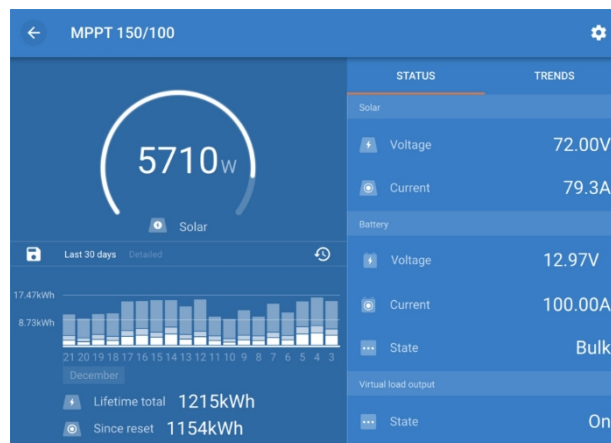 MPPT 150/100
5710W
Solar
Last 30 days Detailed
17.47kWh
8.73kWh
21 20 19 18 17 16 15 14 13 12 11 10 9 8 7 6 5 4 3
December
Lifetime total 1215kWh
Since reset 1154kWh
STATUS TRENDS
Solar
Voltage 72.00V
Current 79.3A
Battery
Voltage 12.97V
Current 100.00A
State Bulk
Virtual load output
State On